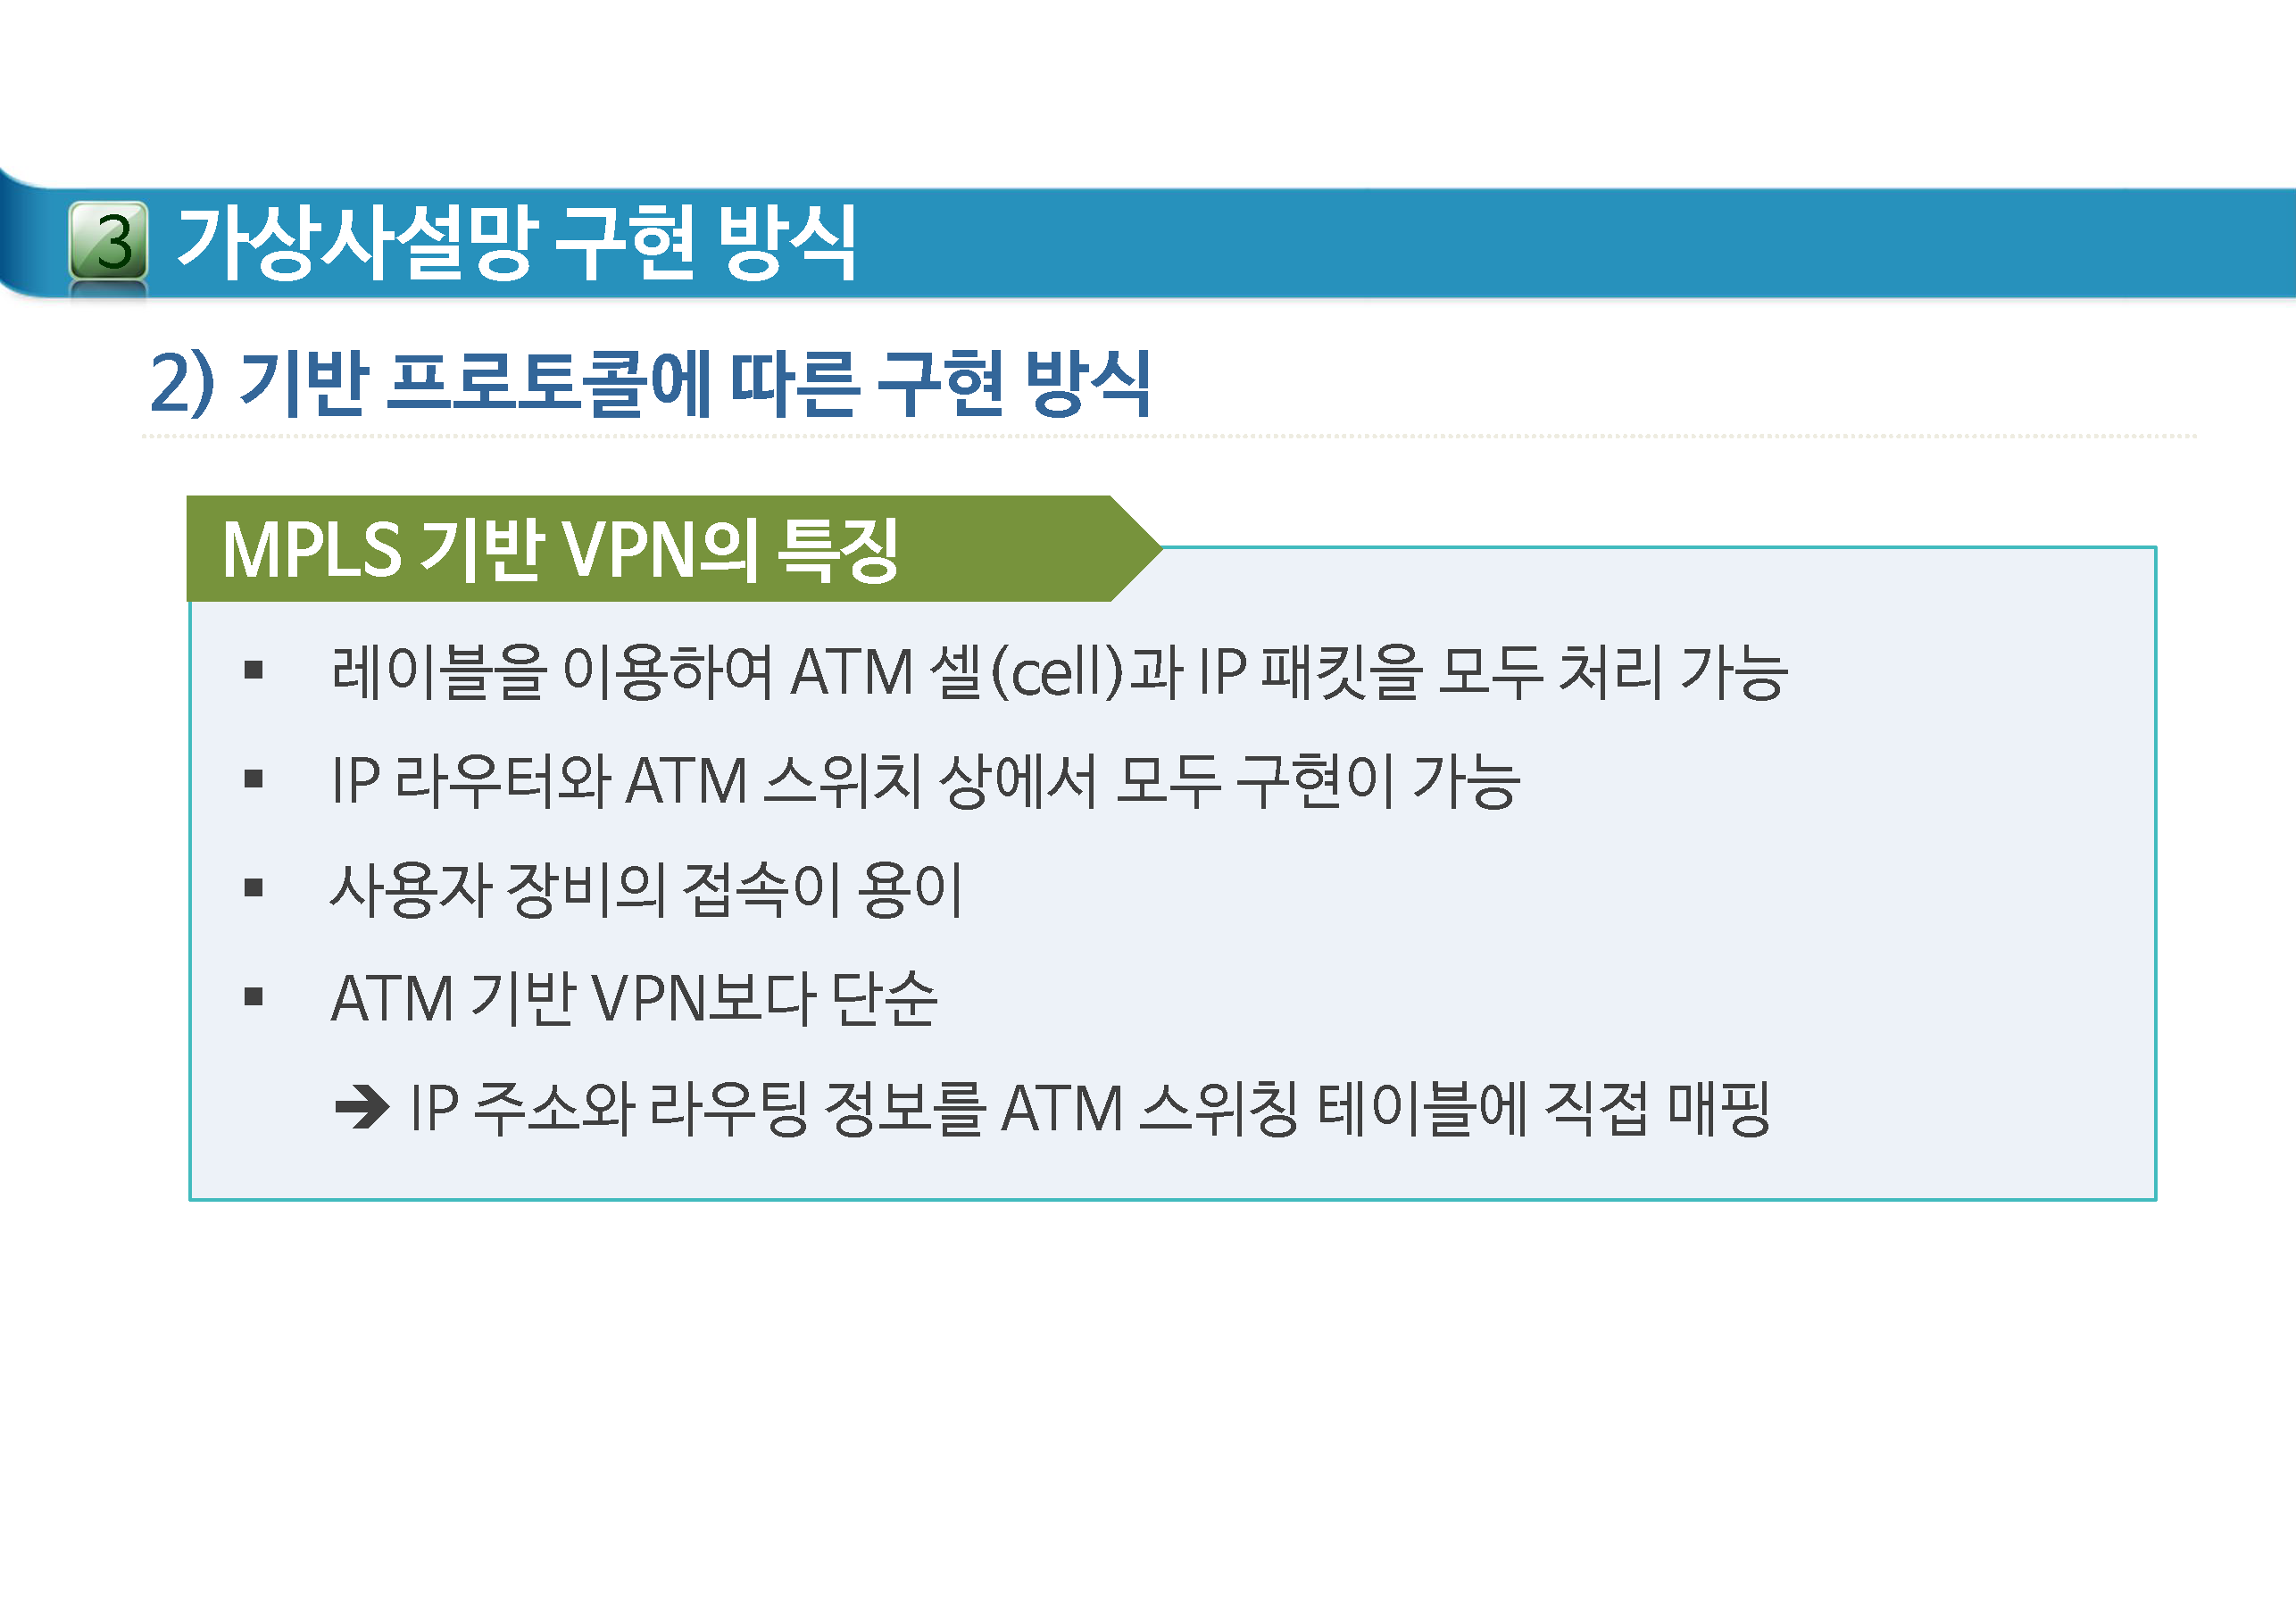 3 가상사설망 구현 방식
2) 기반 프로토콜에 따른 구현 방식
MPLS 기반 VPN의 특징
▪ 레이블을 이용하여 ATM 셀(cell)과 IP 패킷을 모두 처리 가능
▪ IP 라우터와 ATM 스위치 상에서 모두 구현이 가능
▪ 사용자 장비의 접속이 용이
▪ ATM 기반 VPN보다 단순
➔ IP 주소와 라우팅 정보를 ATM 스위칭 테이블에 직접 매핑